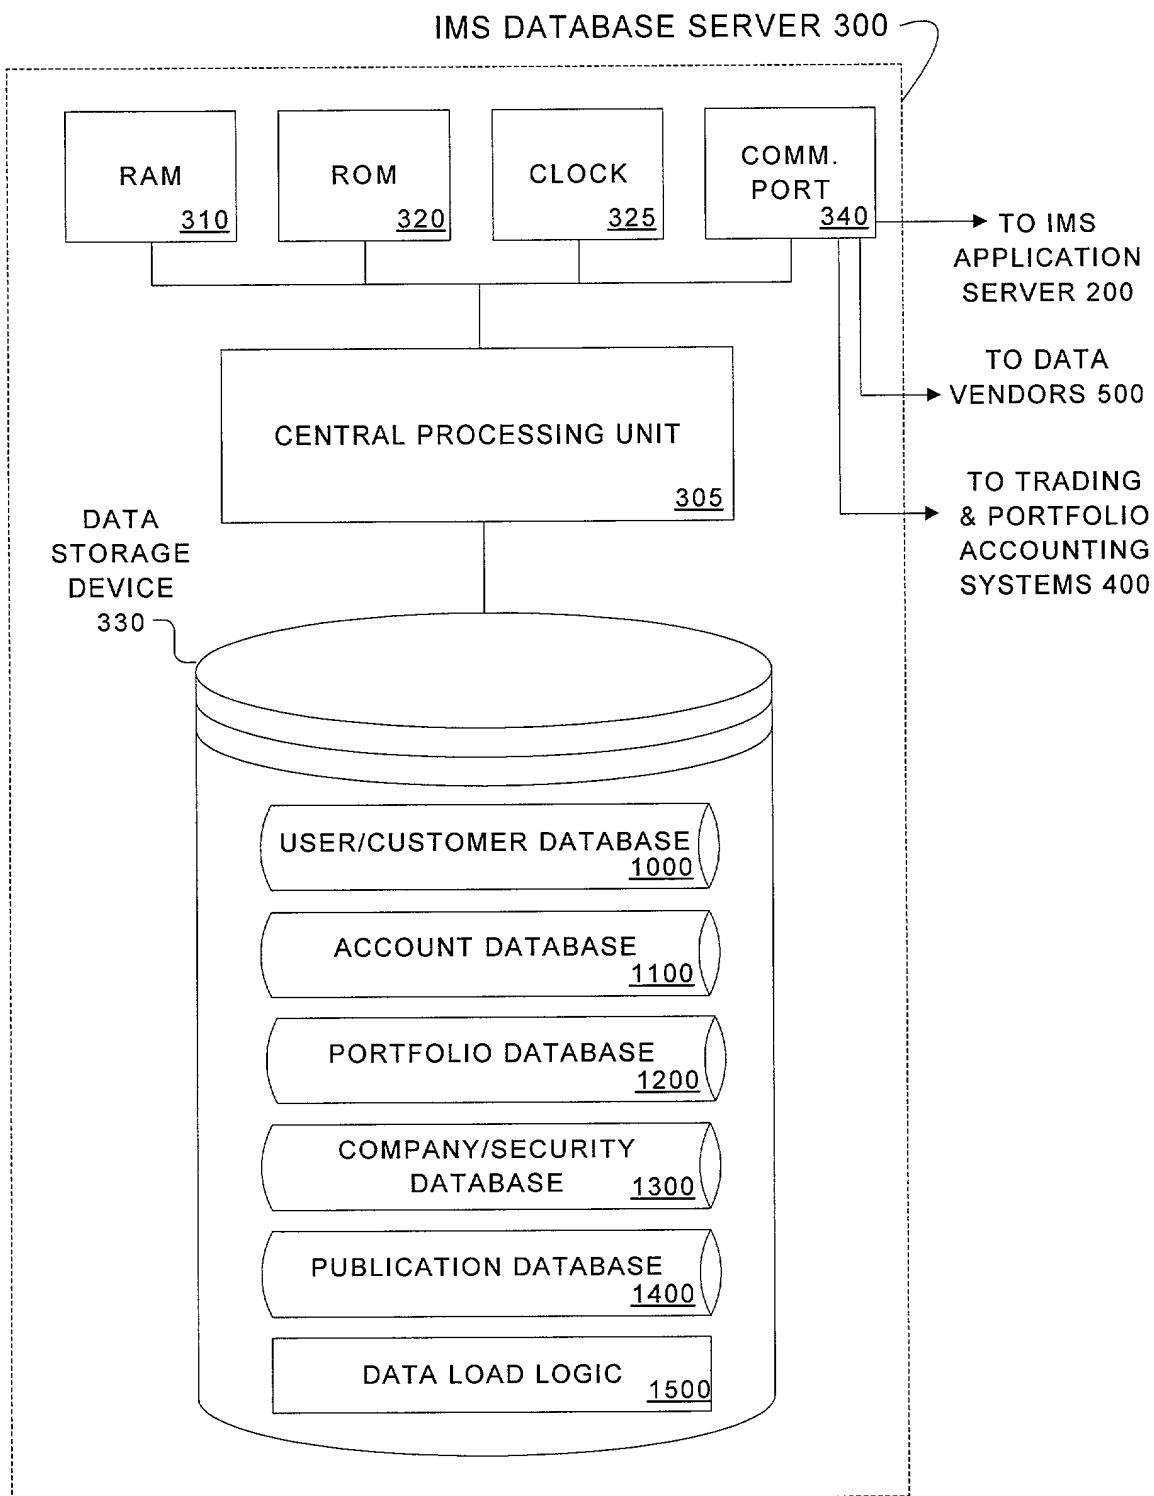 IMS DATABASE SERVER 300
RAM
310
ROM
320
CLOCK
325
COMM.
PORT
340
TO IMS
APPLICATION
SERVER 200
TO DATA
VENDORS 500
TO TRADING
& PORTFOLIO
ACCOUNTING
SYSTEMS 400
CENTRAL PROCESSING UNIT
305
DATA
STORAGE
DEVICE
330
USER/CUSTOMER DATABASE
1000
ACCOUNT DATABASE
1100
PORTFOLIO DATABASE
1200
COMPANY/SECURITY
DATABASE
1300
PUBLICATION DATABASE
1400
DATA LOAD LOGIC
1500